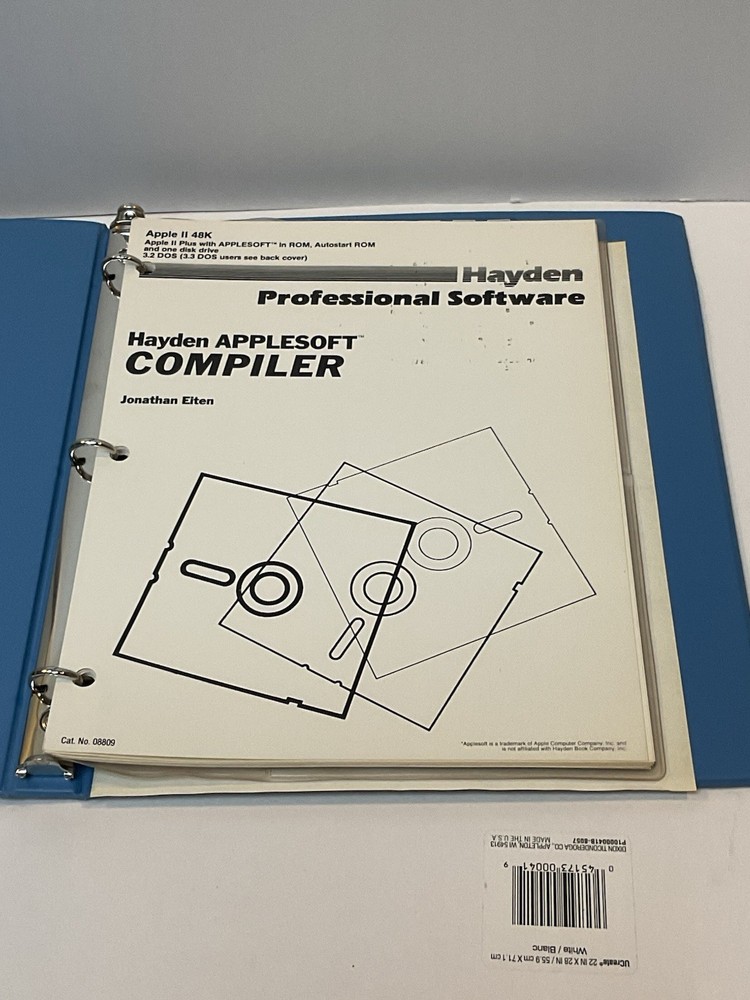 Apple II 48K
Apple II Plus with APPLESOFT™ in ROM, Autostart ROM
and one disk drive
3.2 DOS (3.3 DOS users see back cover)
Hayden
Professional Software
Hayden APPLESOFT™
COMPILER
Jonathan Eiten
Cat. No. 08809
*Applesoft is a trademark of Apple Computer Company, Inc. and
is not affiliated with Hayden Book Company, Inc.
UCreate® 22 IN X 28 IN / 55.9 cm X 71.1 cm
White / Blanc
0 45173 00041 9
DIXON TICONDEROGA CO., APPLETON, WI 54913
P1000041B-6057 MADE IN THE U.S.A.